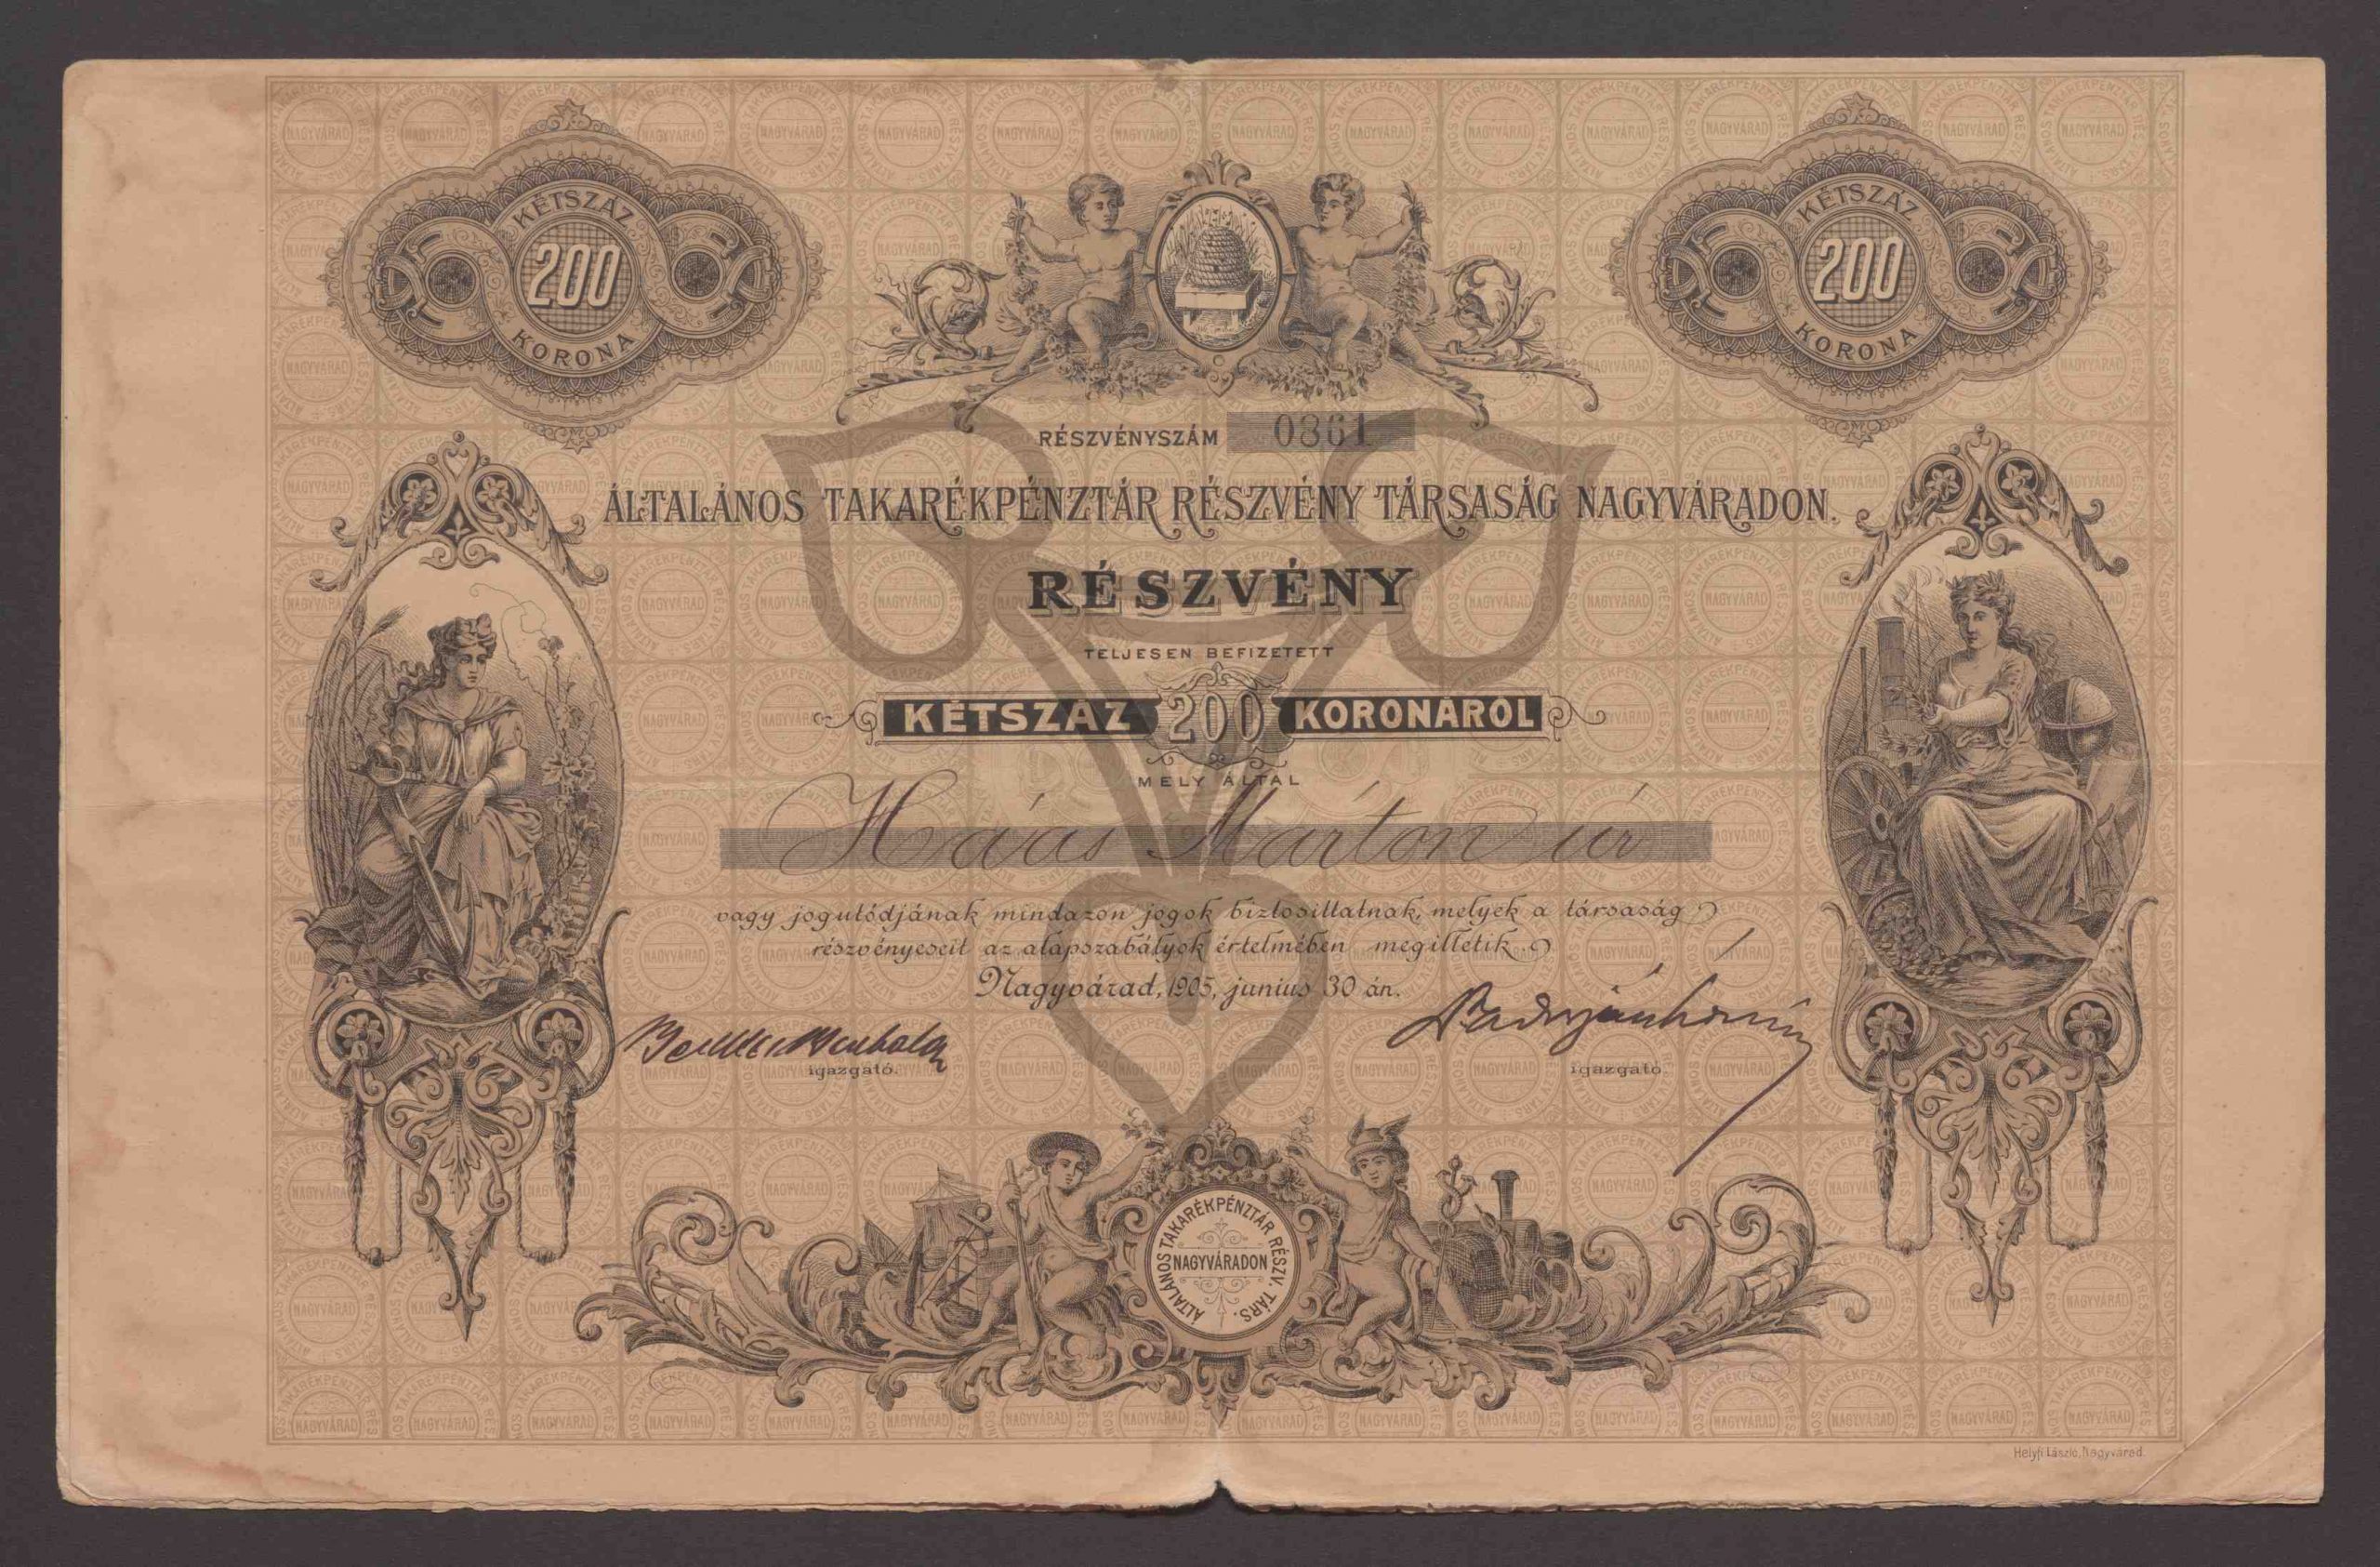 KÉTSZÁZ
200
KORONA
KÉTSZÁZ
200
KORONA
RÉSZVÉNYSZÁM 0361
ÁLTALÁNOS TAKARÉKPÉNZTÁR RÉSZVÉNY TÁRSASÁG NAGYVÁRADON.
RÉSZVÉNY
TELJESEN BEFIZETETT
KÉTSZÁZ 200 KORONÁRÓL
MELY ÁLTAL
Haás Márton úr
vagy jogutódjának mindazon jogok biztosíttatnak, melyek a társaság
részvényeseit az alapszabályok értelmében megilletik.
Nagyvárad, 1905, junius 30 án.
igazgató.
igazgató.
ÁLTALÁNOS TAKARÉKPÉNZTÁR RÉSZV. TÁRS.
NAGYVÁRADON
Helyfi László, Nagyvárad.